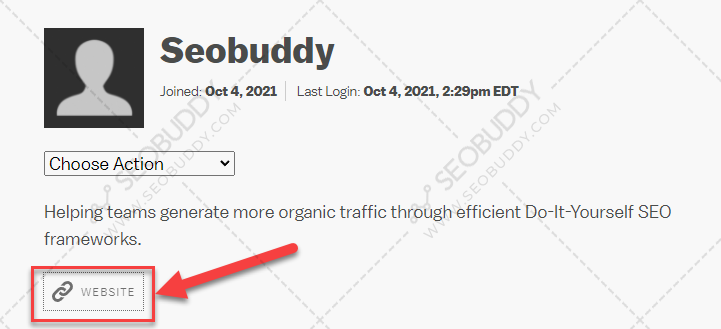 Seobuddy
Joined: Oct 4, 2021 Last Login: Oct 4, 2021, 2:29pm EDT
Choose Action
Helping teams generate more organic traffic through efficient Do-It-Yourself SEO
frameworks.
WEBSITE
SEOBUDDY
WWW.SEOBUDDY.COM
SEOBUDDY
WWW.SEOBUDDY.COM